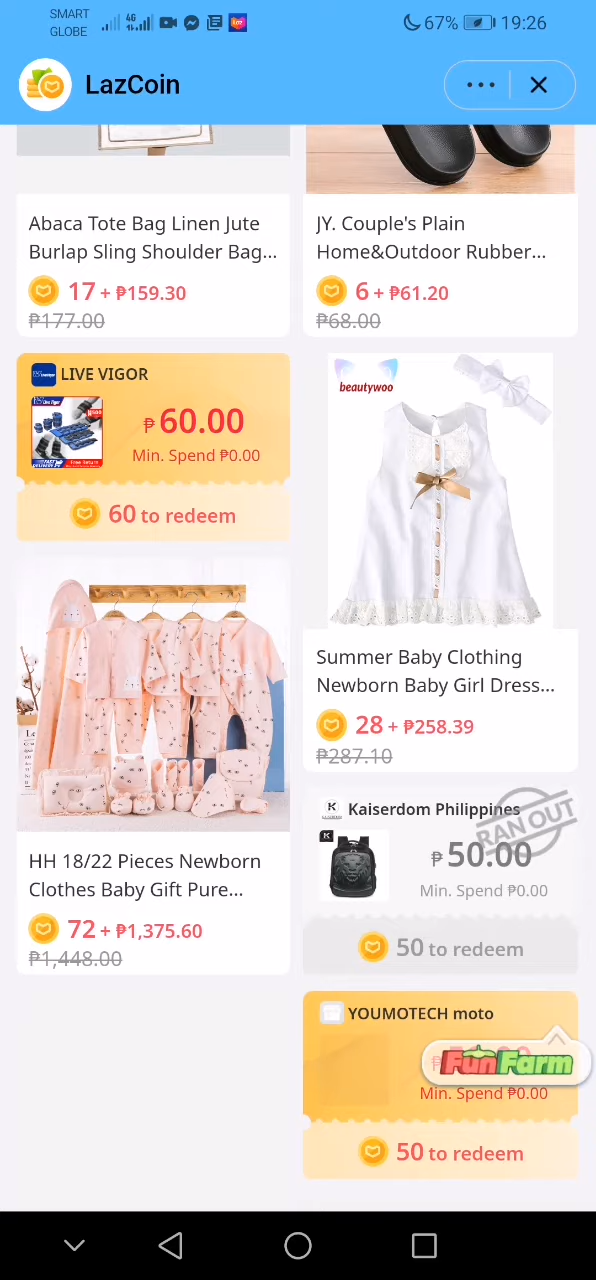 SMART
GLOBE
4G
67%
19:26
LazCoin
Abaca Tote Bag Linen Jute
Burlap Sling Shoulder Bag...
17 + ₱159.30
₱177.00
JY. Couple's Plain
Home&Outdoor Rubber...
6 + ₱61.20
₱68.00
LIVE VIGOR
₱ 60.00
Min. Spend ₱0.00
60 to redeem
beautywoo
Summer Baby Clothing
Newborn Baby Girl Dress...
28 + ₱258.39
₱287.10
HH 18/22 Pieces Newborn
Clothes Baby Gift Pure...
72 + ₱1,375.60
₱1,448.00
Kaiserdom Philippines
RAN OUT
K
₱ 50.00
Min. Spend ₱0.00
50 to redeem
YOUMOTECH moto
FunFarm
Min. Spend ₱0.00
50 to redeem